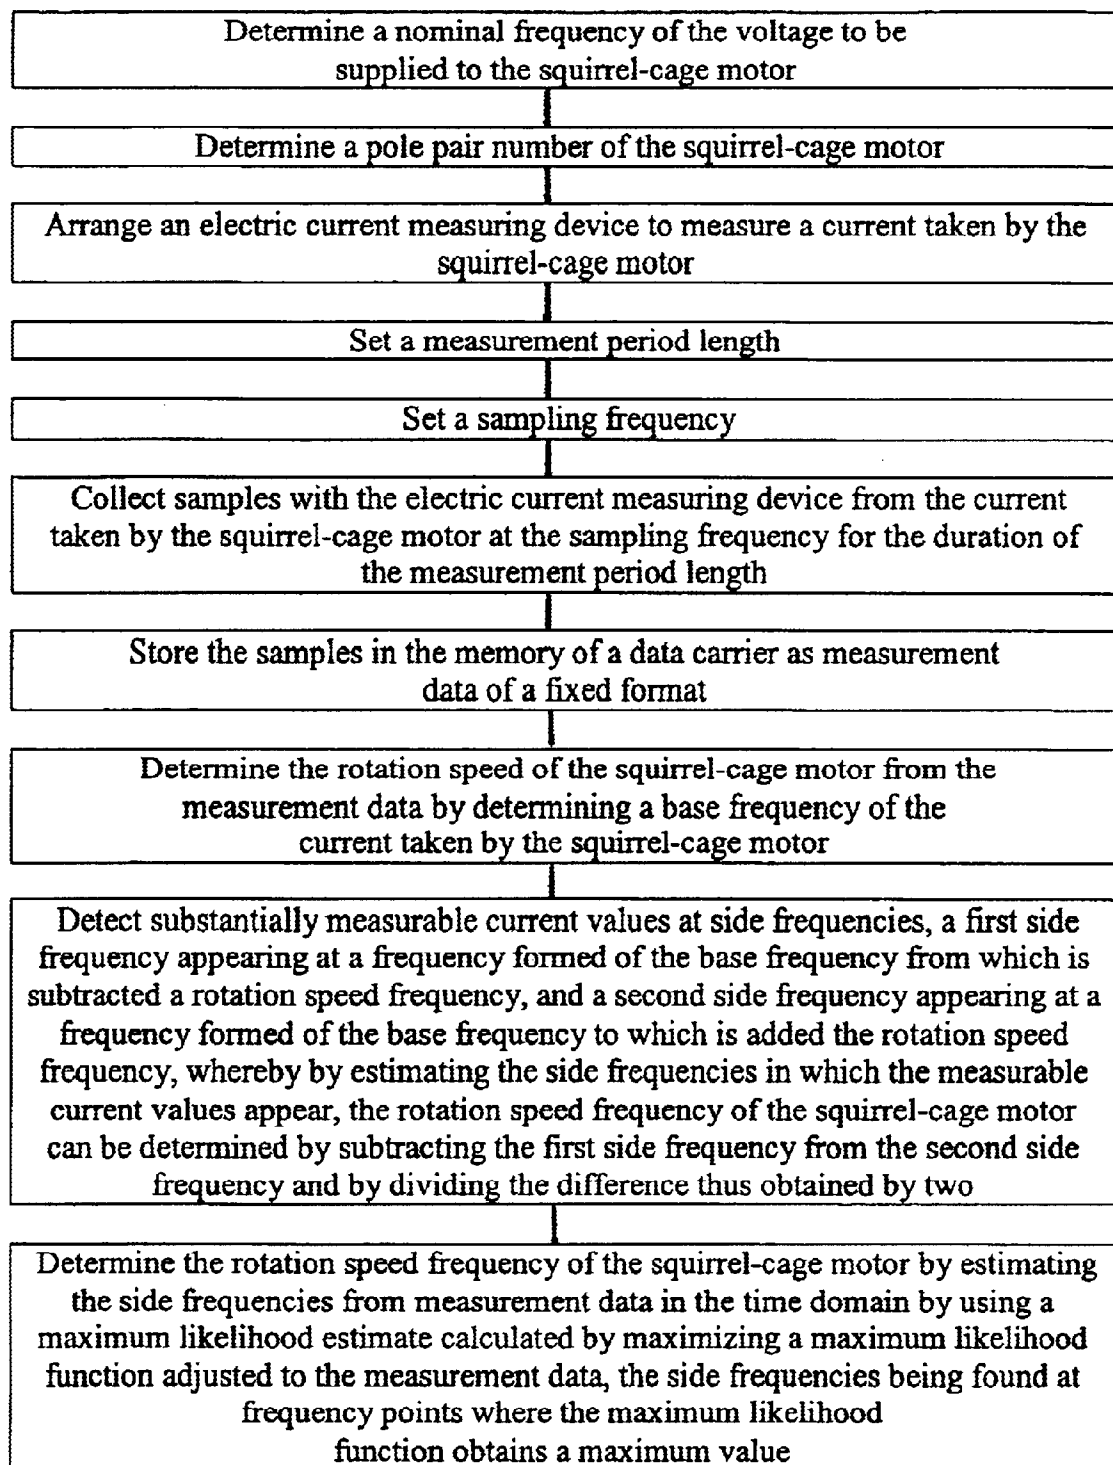 Determine a nominal frequency of the voltage to be
supplied to the squirrel-cage motor
Determine a pole pair number of the squirrel-cage motor
Arrange an electric current measuring device to measure a current taken by the
squirrel-cage motor
Set a measurement period length
Set a sampling frequency
Collect samples with the electric current measuring device from the current
taken by the squirrel-cage motor at the sampling frequency for the duration of
the measurement period length
Store the samples in the memory of a data carrier as measurement
data of a fixed format
Determine the rotation speed of the squirrel-cage motor from the
measurement data by determining a base frequency of the
current taken by the squirrel-cage motor
Detect substantially measurable current values at side frequencies, a first side
frequency appearing at a frequency formed of the base frequency from which is
subtracted a rotation speed frequency, and a second side frequency appearing at a
frequency formed of the base frequency to which is added the rotation speed
frequency, whereby by estimating the side frequencies in which the measurable
current values appear, the rotation speed frequency of the squirrel-cage motor
can be determined by subtracting the first side frequency from the second side
frequency and by dividing the difference thus obtained by two
Determine the rotation speed frequency of the squirrel-cage motor by estimating
the side frequencies from measurement data in the time domain by using a
maximum likelihood estimate calculated by maximizing a maximum likelihood
function adjusted to the measurement data, the side frequencies being found at
frequency points where the maximum likelihood
function obtains a maximum value